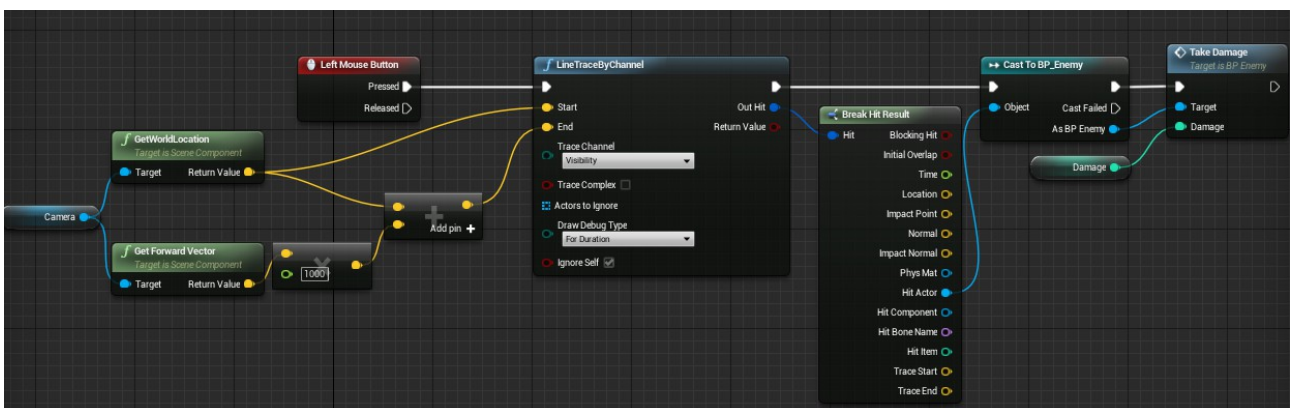 Left Mouse Button
Pressed
Released
GetWorldLocation
Target is Scene Component
Target
Return Value
Camera
Get Forward Vector
Target is Scene Component
Target
Return Value
1000
Add pin
LineTraceByChannel
Start
Out Hit
End
Return Value
Trace Channel
Visibility
Trace Complex
Actors to Ignore
Draw Debug Type
For Duration
Ignore Self
Break Hit Result
Hit
Blocking Hit
Initial Overlap
Time
Location
Impact Point
Normal
Impact Normal
Phys Mat
Hit Actor
Hit Component
Hit Bone Name
Hit Item
Trace Start
Trace End
Cast To BP_Enemy
Object
Cast Failed
As BP Enemy
Damage
Take Damage
Target is BP Enemy
Target
Damage